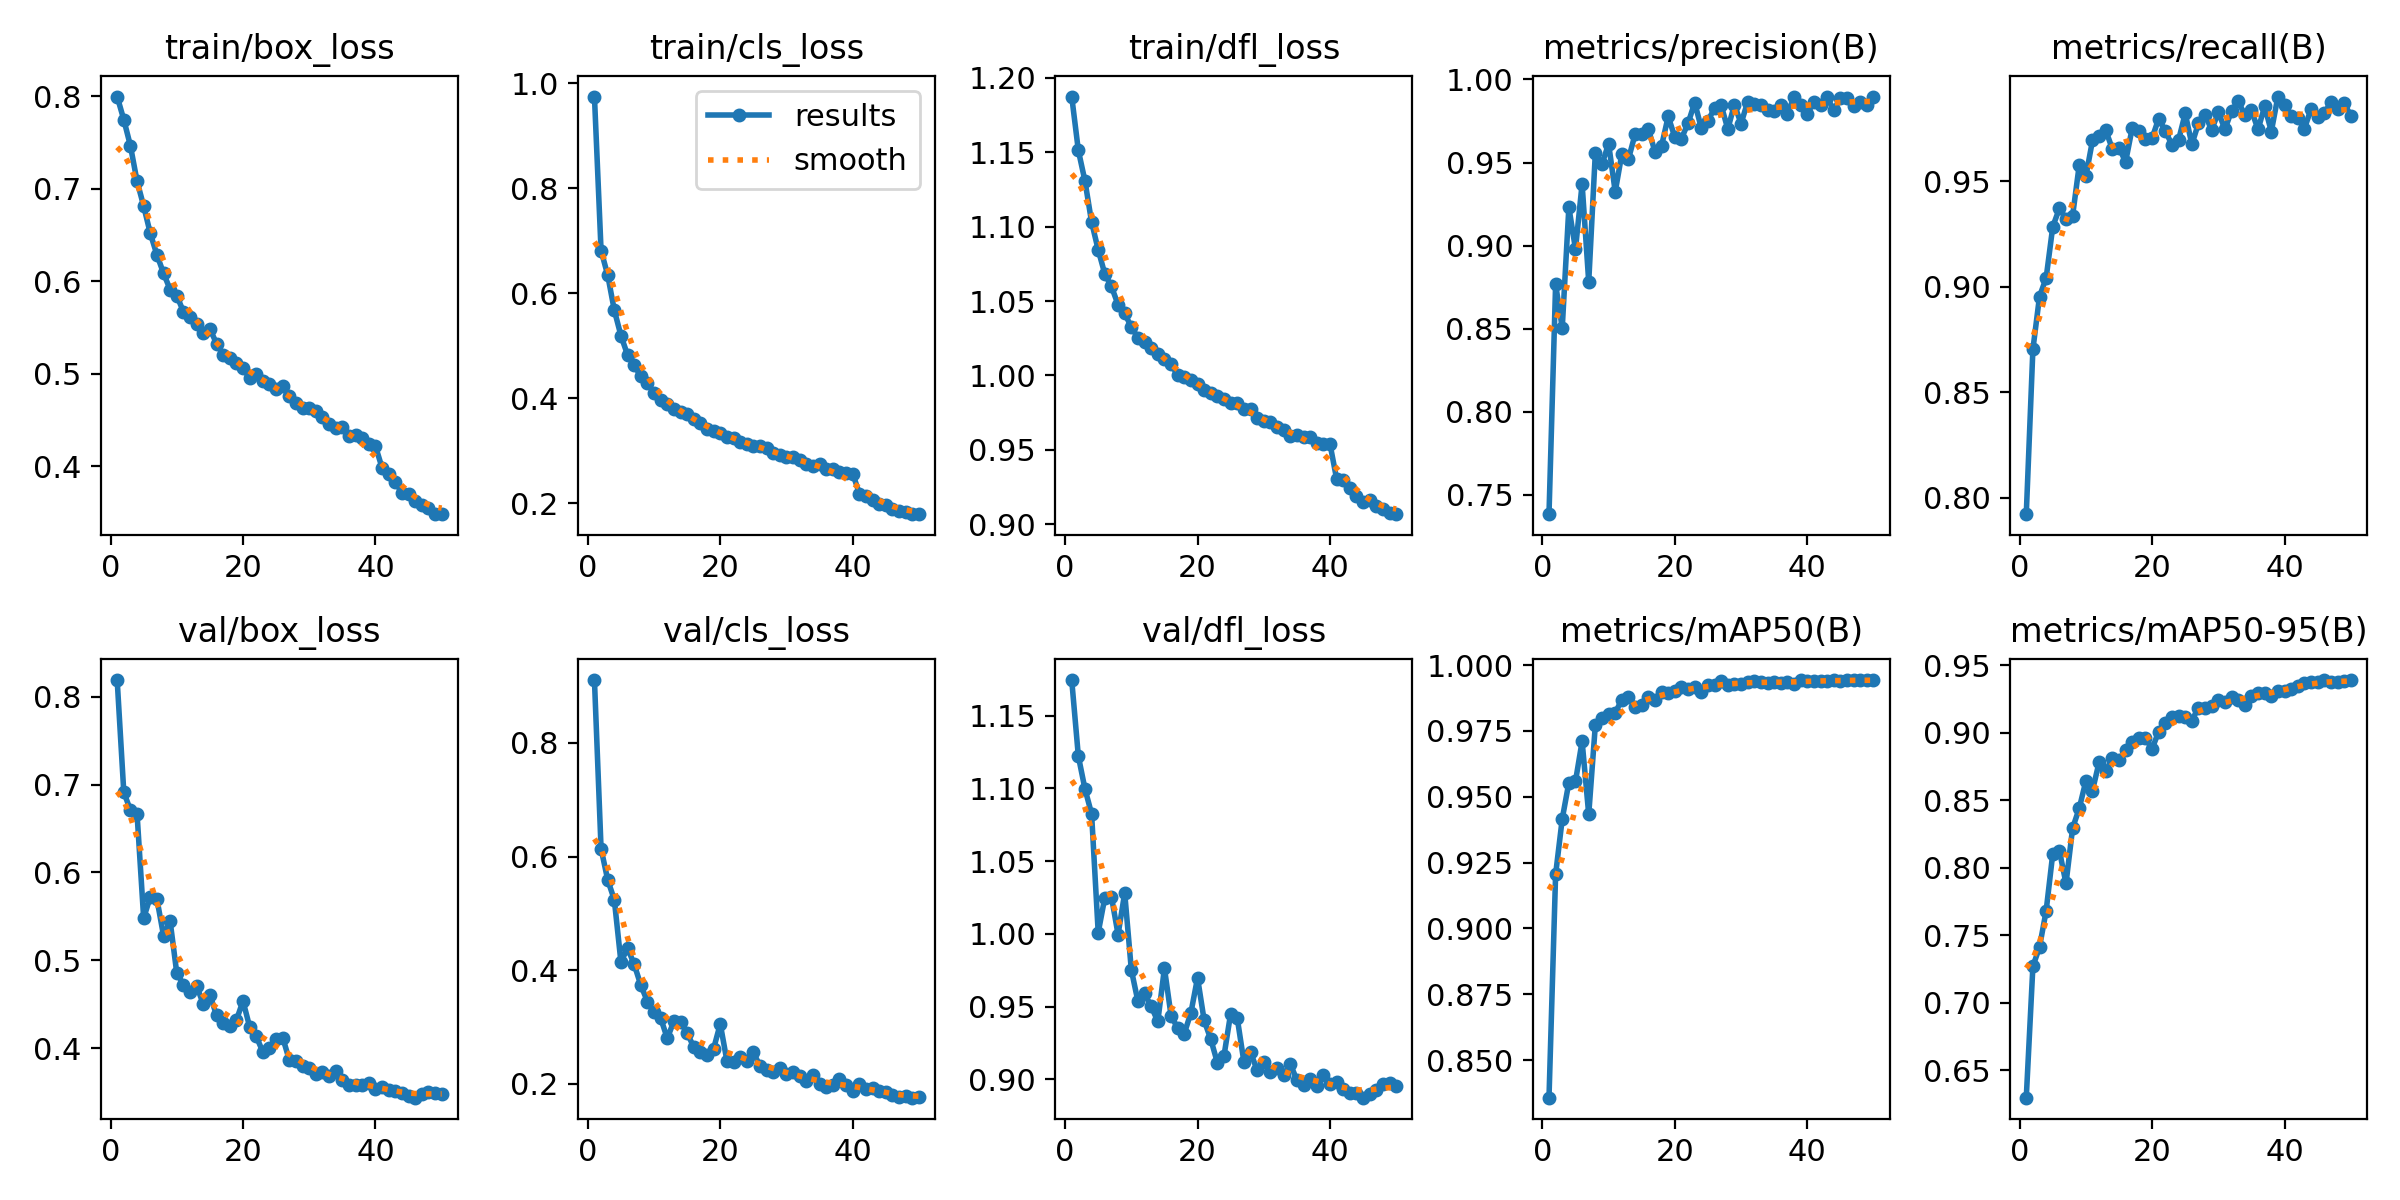 train/box_loss
0.8
0.7
0.6
0.5
0.4
0 20 40
train/cls_loss
1.0
0.8
0.6
0.4
0.2
0 20 40
results
smooth
train/dfl_loss
1.20
1.15
1.10
1.05
1.00
0.95
0.90
0 20 40
metrics/precision(B)
1.00
0.95
0.90
0.85
0.80
0.75
0 20 40
metrics/recall(B)
0.95
0.90
0.85
0.80
0 20 40
val/box_loss
0.8
0.7
0.6
0.5
0.4
0 20 40
val/cls_loss
0.8
0.6
0.4
0.2
0 20 40
val/dfl_loss
1.15
1.10
1.05
1.00
0.95
0.90
0 20 40
metrics/mAP50(B)
1.000
0.975
0.950
0.925
0.900
0.875
0.850
0 20 40
metrics/mAP50-95(B)
0.95
0.90
0.85
0.80
0.75
0.70
0.65
0 20 40